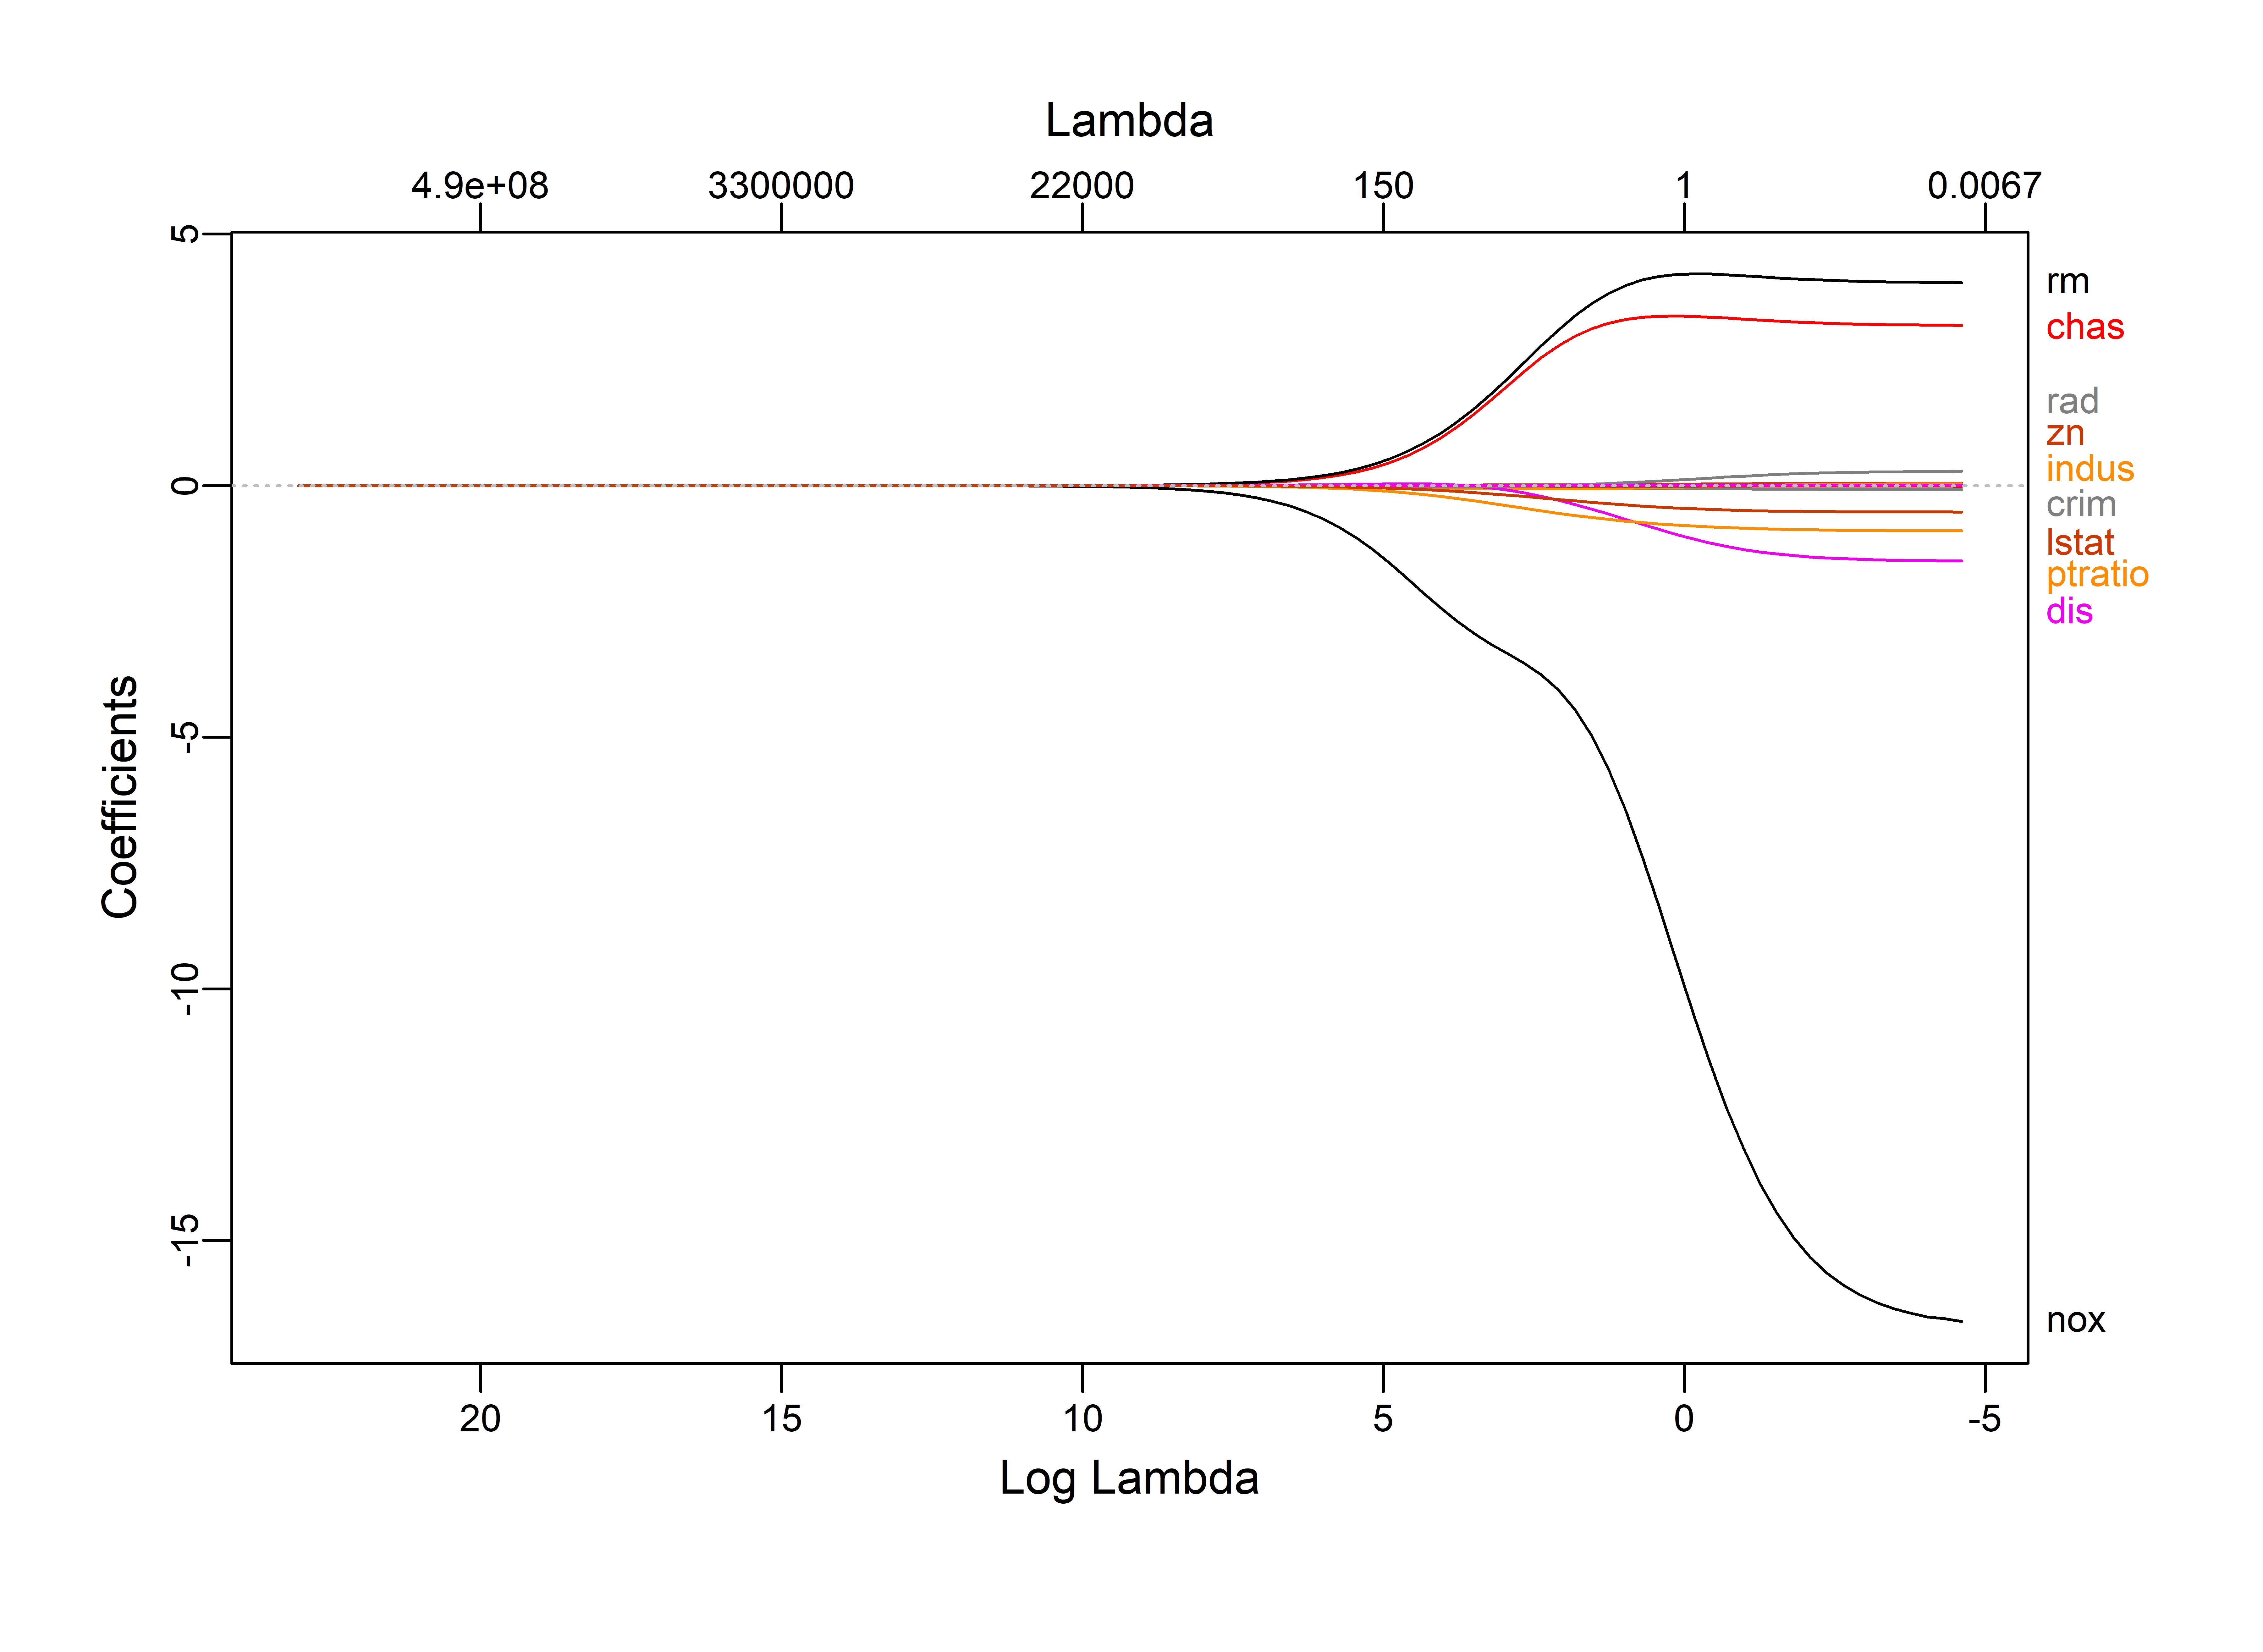 Lambda
4.9e+08 3300000 22000 150 1 0.0067
5
0
-5
-10
-15
Coefficients
rm
chas
rad
zn
indus
crim
lstat
ptratio
dis
nox
20 15 10 5 0 -5
Log Lambda